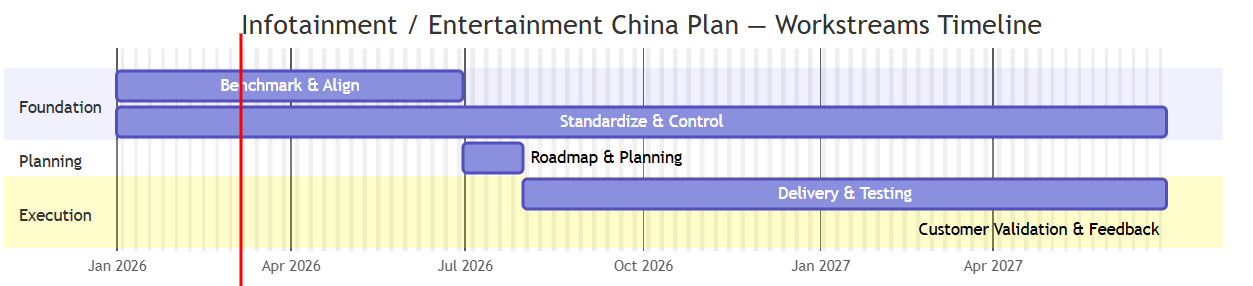 Infotainment / Entertainment China Plan — Workstreams Timeline
Benchmark & Align
Foundation
Standardize & Control
Planning
Roadmap & Planning
Delivery & Testing
Execution
Customer Validation & Feedback
Jan 2026
Apr 2026
Jul 2026
Oct 2026
Jan 2027
Apr 2027